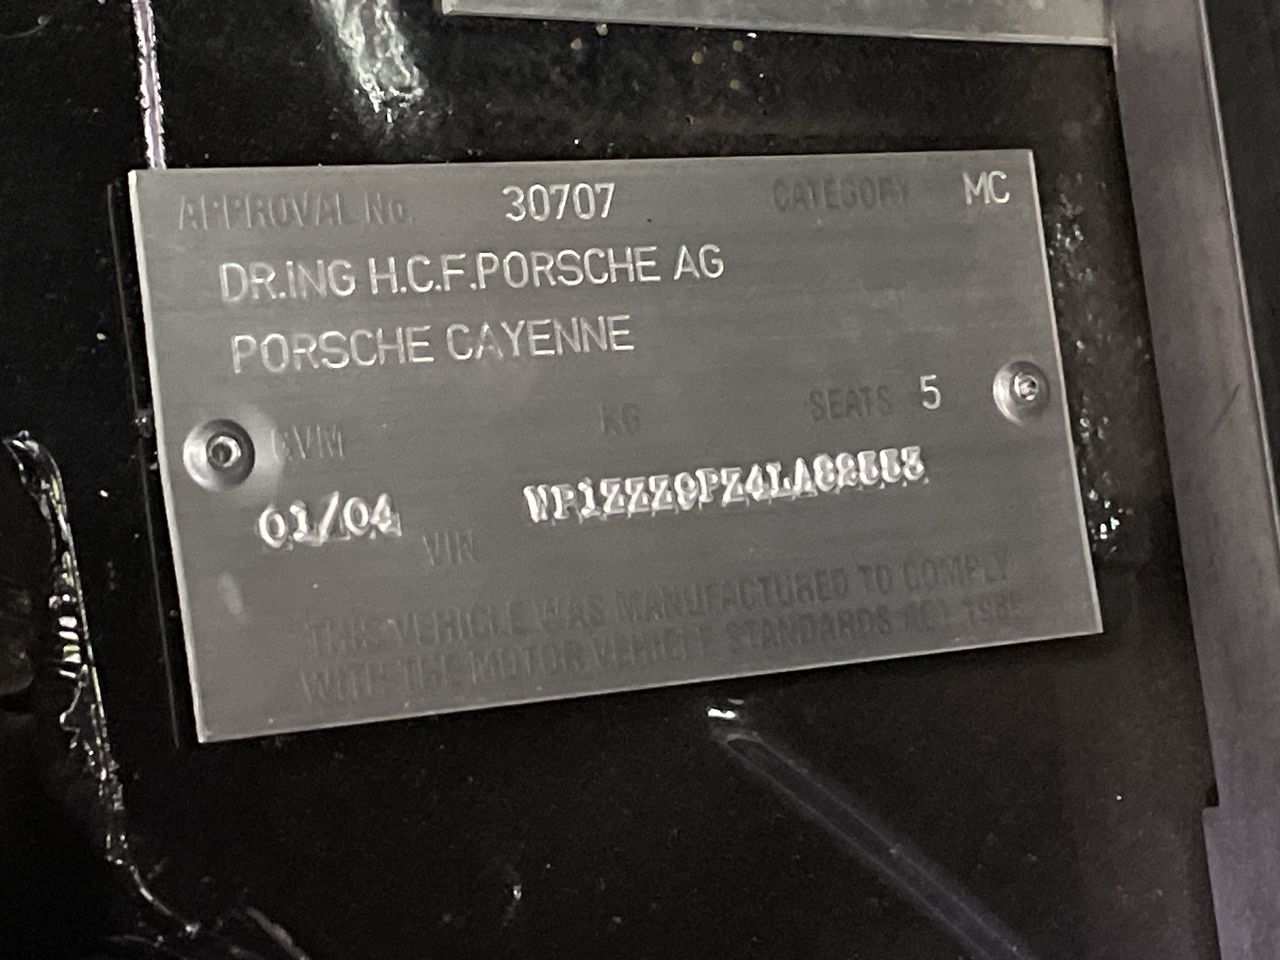 APPROVAL No. 30707 CATEGORY MC
DR.ING H.C.F.PORSCHE AG
PORSCHE CAYENNE
GVM KG SEATS 5
01/04 VIN
THIS VEHICLE WAS MANUFACTURED TO COMPLY
WITH THE MOTOR VEHICLE STANDARDS ACT 1989